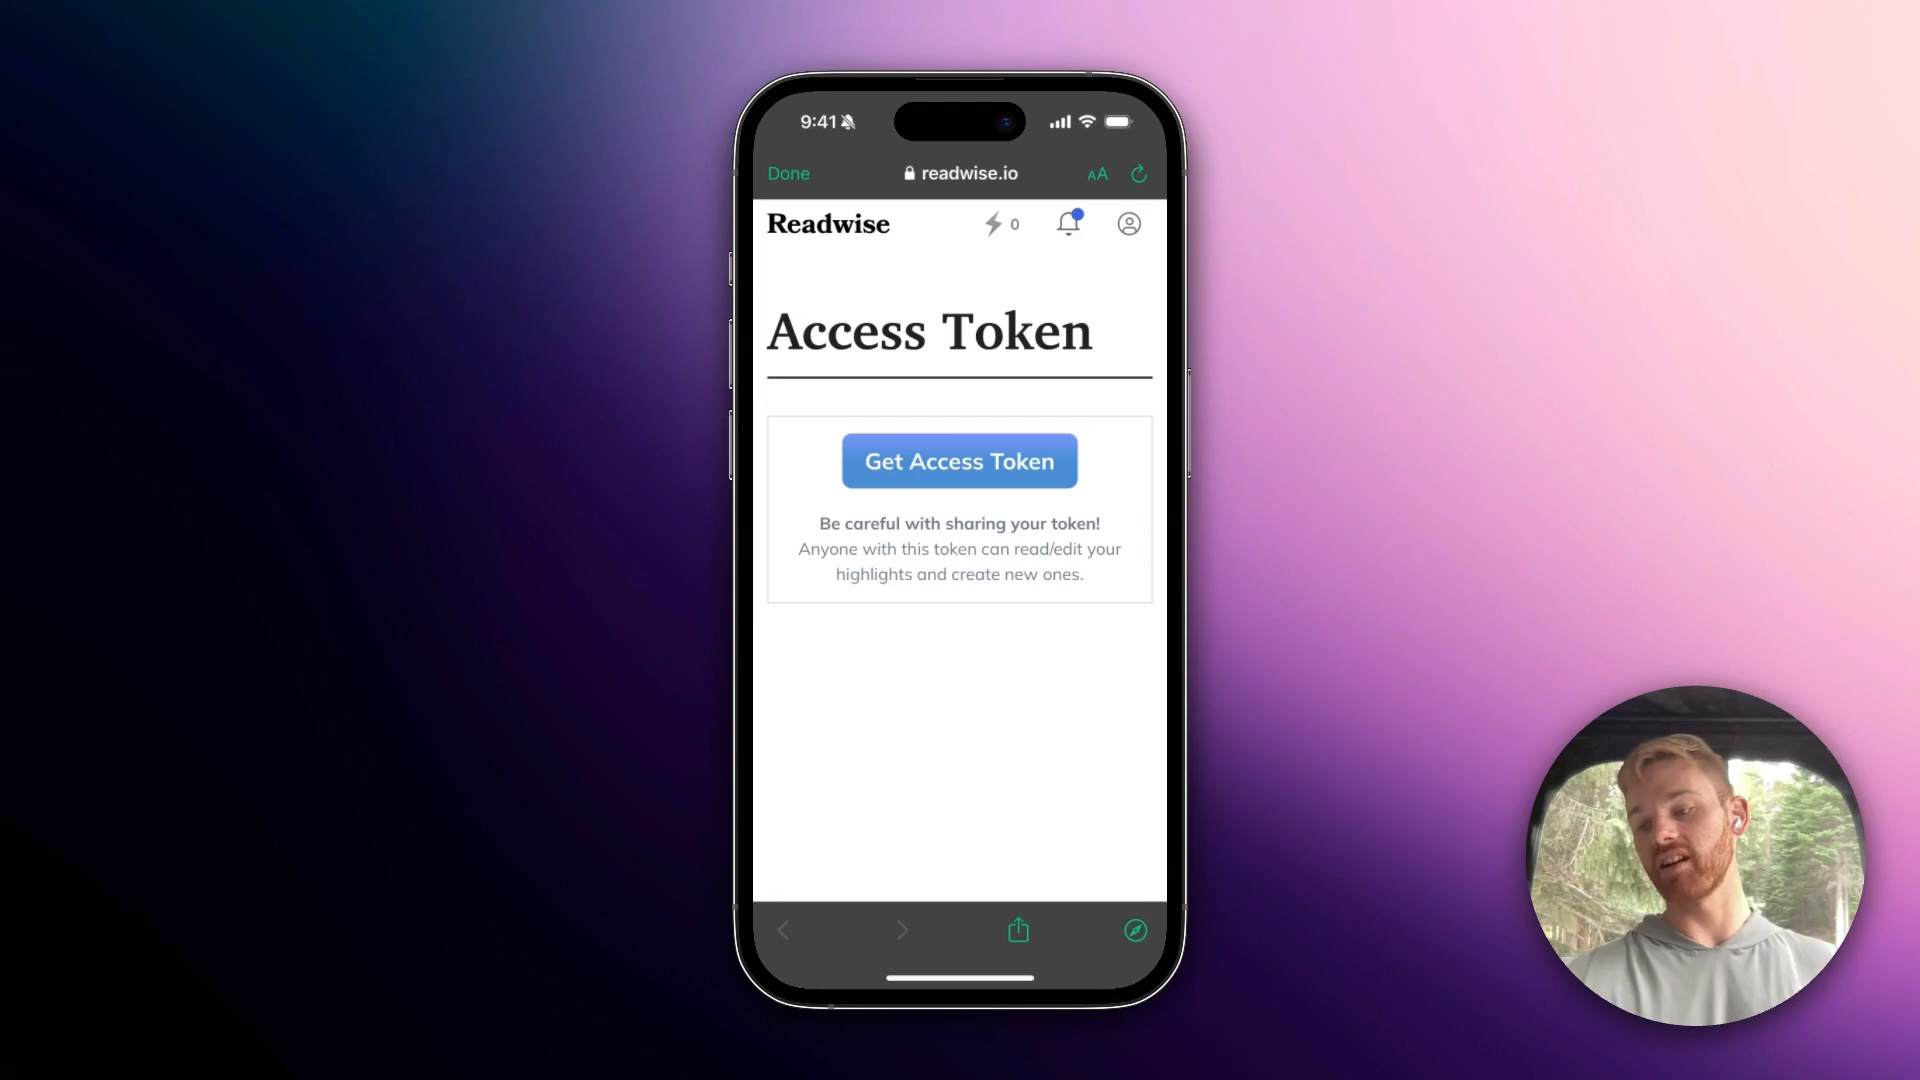 9:41
Done
readwise.io
AA
Readwise
0
Access Token
Get Access Token
Be careful with sharing your token!
Anyone with this token can read/edit your
highlights and create new ones.